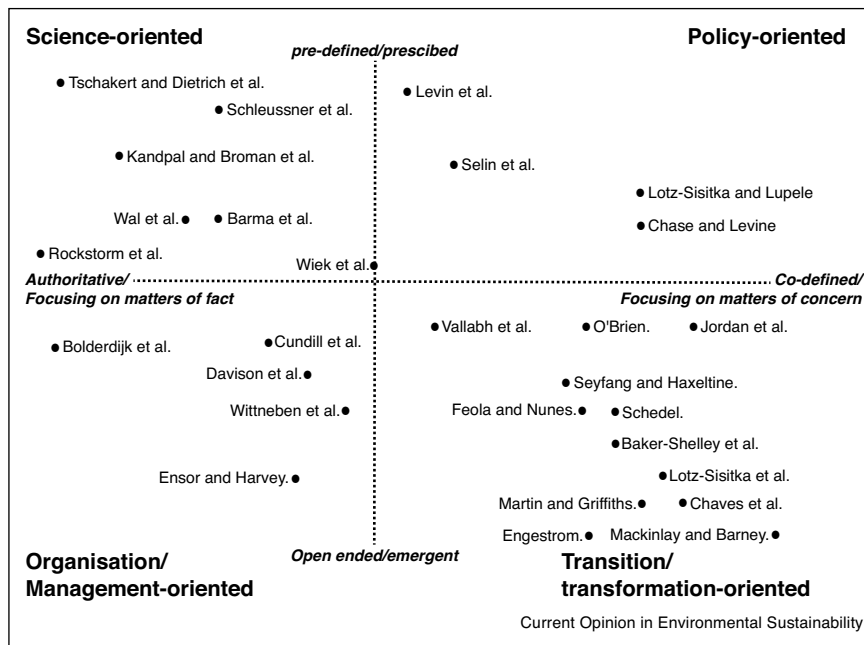 Science-oriented
Policy-oriented
pre-defined/prescibed
Tschakert and Dietrich et al.
Levin et al.
Schleussner et al.
Kandpal and Broman et al.
Selin et al.
Lotz-Sisitka and Lupele
Wal et al.
Barma et al.
Chase and Levine
Rockstorm et al.
Wiek et al.
Authoritative/
Focusing on matters of fact
Co-defined/
Focusing on matters of concern
Vallabh et al.
O'Brien.
Jordan et al.
Bolderdijk et al.
Cundill et al.
Davison et al.
Seyfang and Haxeltine.
Wittneben et al.
Feola and Nunes.
Schedel.
Baker-Shelley et al.
Ensor and Harvey.
Lotz-Sisitka et al.
Martin and Griffiths.
Chaves et al.
Engestrom.
Mackinlay and Barney.
Open ended/emergent
Organisation/
Management-oriented
Transition/
transformation-oriented
Current Opinion in Environmental Sustainability